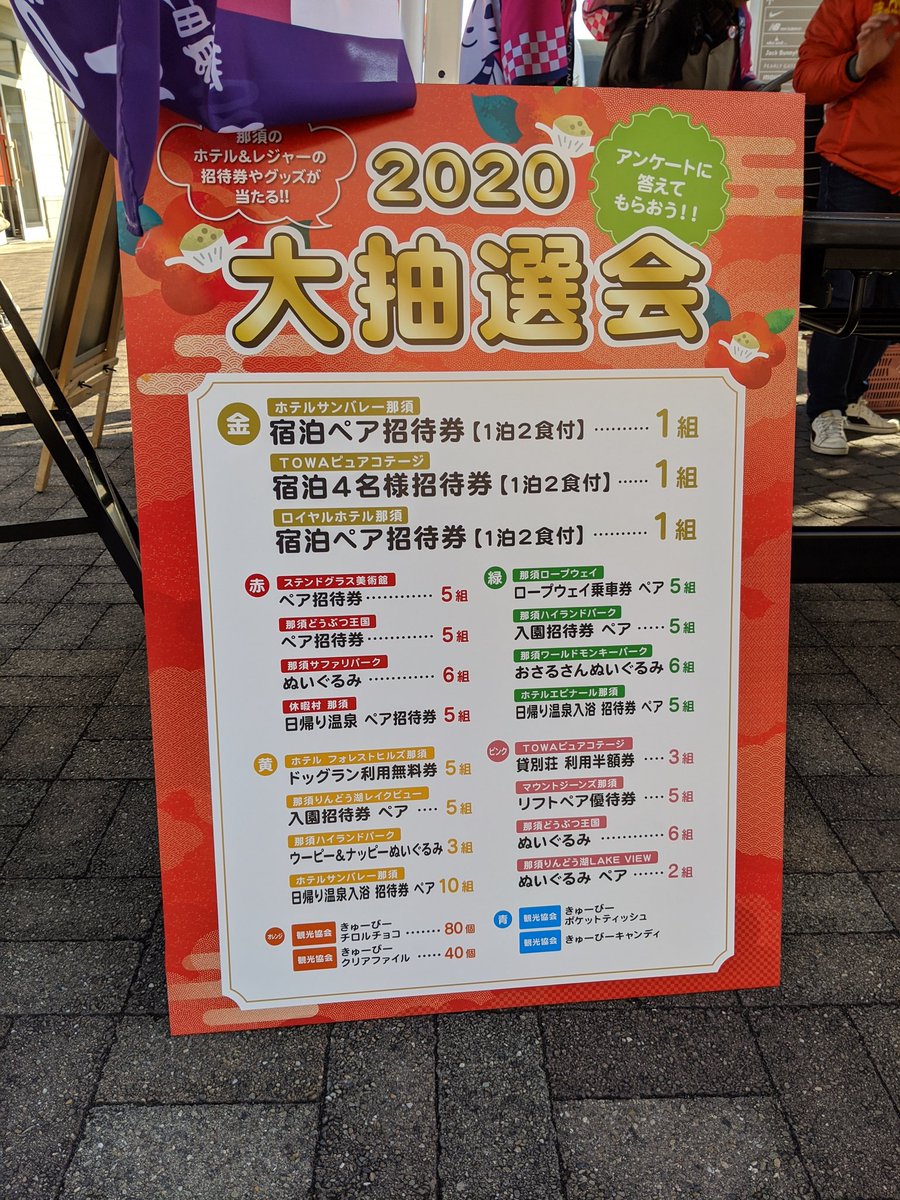 那須の
ホテル&レジャーの
招待券やグッズが
当たる!!
2020
アンケートに
答えて
もらおう!!
大抽選会
金
ホテルサンバレー那須
宿泊ペア招待券【1泊2食付】‥‥‥‥ 1組
TOWAピュアコテージ
宿泊4名様招待券【1泊2食付】‥‥ 1組
ロイヤルホテル那須
宿泊ペア招待券【1泊2食付】‥‥‥‥ 1組
赤
ステンドグラス美術館
ペア招待券‥‥‥‥‥ 5組
那須どうぶつ王国
ペア招待券‥‥‥‥ 5組
那須サファリパーク
ぬいぐるみ‥‥‥‥ 6組
休暇村 那須
日帰り温泉 ペア招待券 5組
緑
那須ロープウェイ
ロープウェイ乗車券 ペア 5組
那須ハイランドパーク
入園招待券 ペア‥‥ 5組
那須ワールドモンキーパーク
おさるさんぬいぐるみ 6組
ホテルエピナール那須
日帰り温泉入浴 招待券 ペア 5組
黄
ホテル フォレストヒルズ那須
ドッグラン利用無料券 5組
那須りんどう湖レイクビュー
入園招待券 ペア ‥‥ 5組
那須ハイランドパーク
ウーピー&ナッピーぬいぐるみ 3組
ホテルサンバレー那須
日帰り温泉入浴 招待券 ペア 10組
ピンク
TOWAピュアコテージ
貸別荘 利用半額券 ‥‥ 3組
マウントジーンズ那須
リフトペア優待券‥‥ 5組
那須どうぶつ王国
ぬいぐるみ ‥‥‥‥‥ 6組
那須りんどう湖LAKE VIEW
ぬいぐるみ ペア‥‥‥ 2組
オレンジ
観光協会
きゅーびー
チロルチョコ ‥‥‥ 80個
観光協会
きゅーびー
クリアファイル ‥‥‥ 40個
青
観光協会
きゅーびー
ポケットティッシュ
観光協会
きゅーびーキャンディ